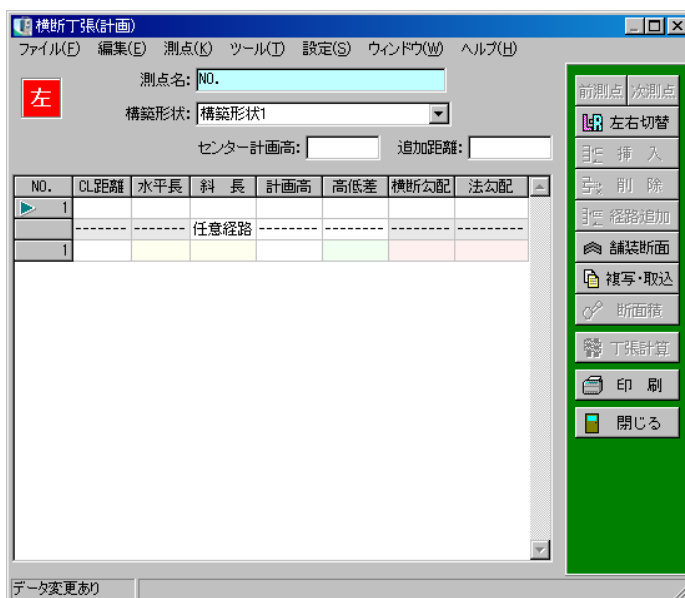 横断丁張(計画)
ファイル(F) 編集(E) 測点(K) ツール(T) 設定(S) ウィンドウ(W) ヘルプ(H)
左
測点名: NO.
構築形状: 構築形状1
センター計画高: 追加距離:
NO. CL距離 水平長 斜 長 計画高 高低差 横断勾配 法勾配
1
------- ------- 任意経路 -------- -------- --------- ---------
1
前測点 次測点
左右切替
挿 入
削 除
経路追加
舗装断面
複写・取込
断面積
丁張計算
印 刷
閉じる
データ変更あり